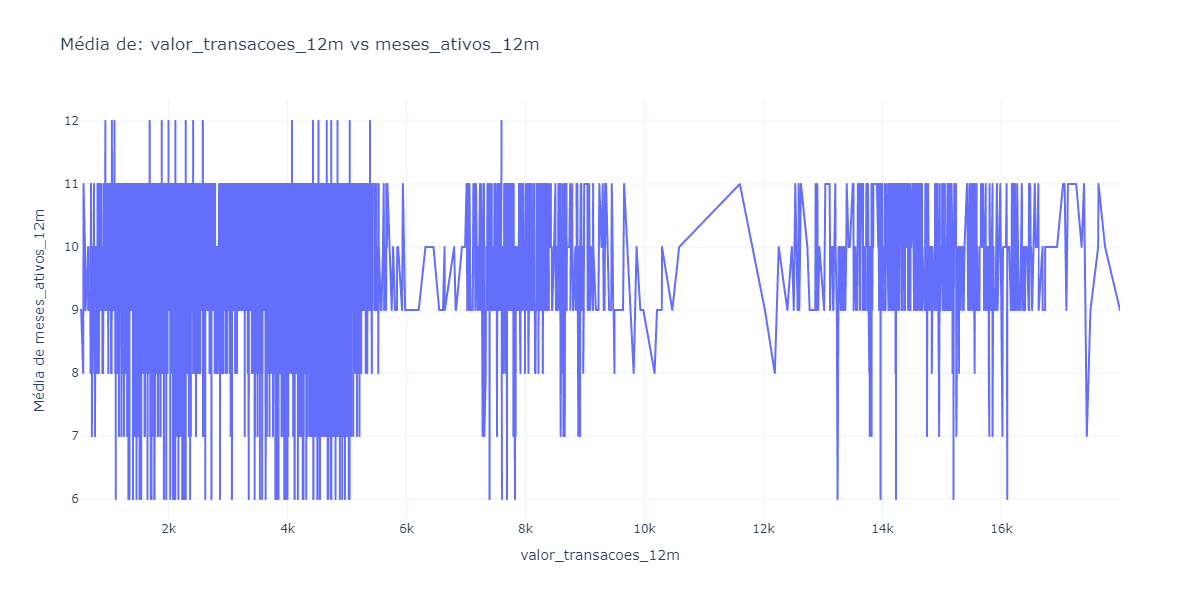 Média de: valor_transacoes_12m vs meses_ativos_12m
12
11
10
9
8
7
6
Média de meses_ativos_12m
2k
4k
6k
8k
10k
12k
14k
16k
valor_transacoes_12m